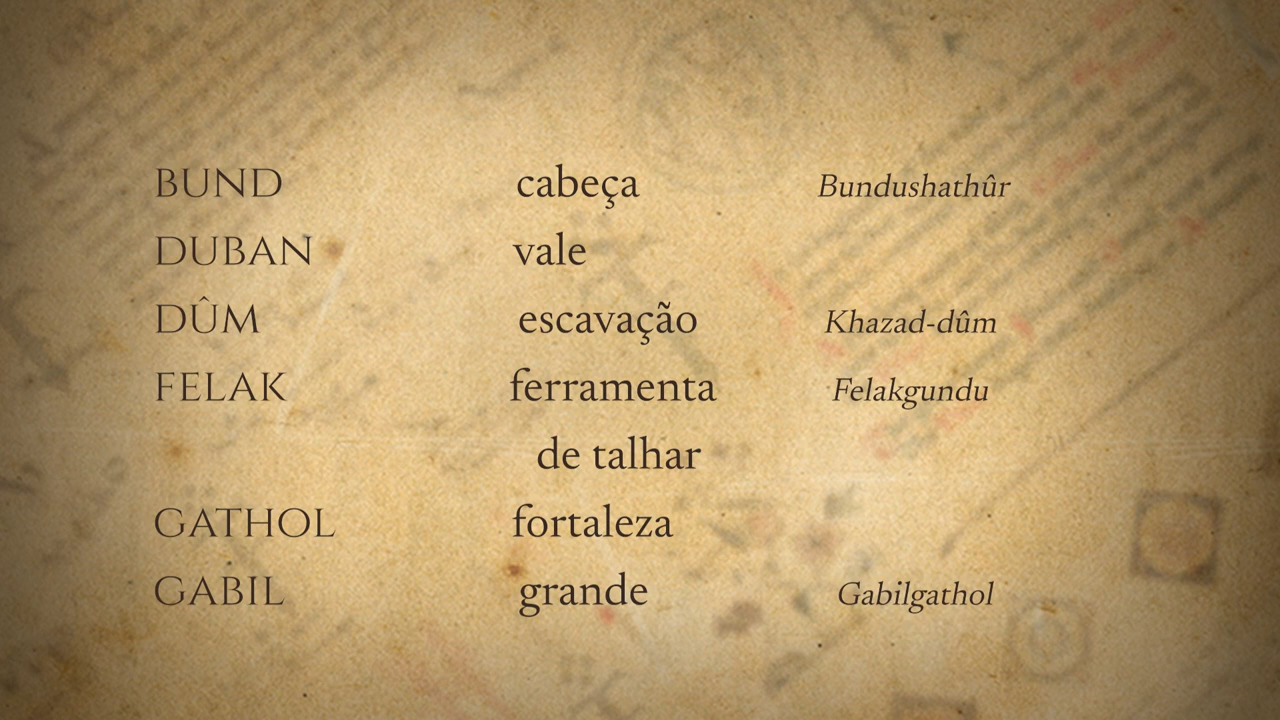 BUND cabeça Bundushathûr
DUBAN vale
DÛM escavação Khazad-dûm
FELAK ferramenta Felakgundu
de talhar
GATHOL fortaleza
GABIL grande Gabilgathol